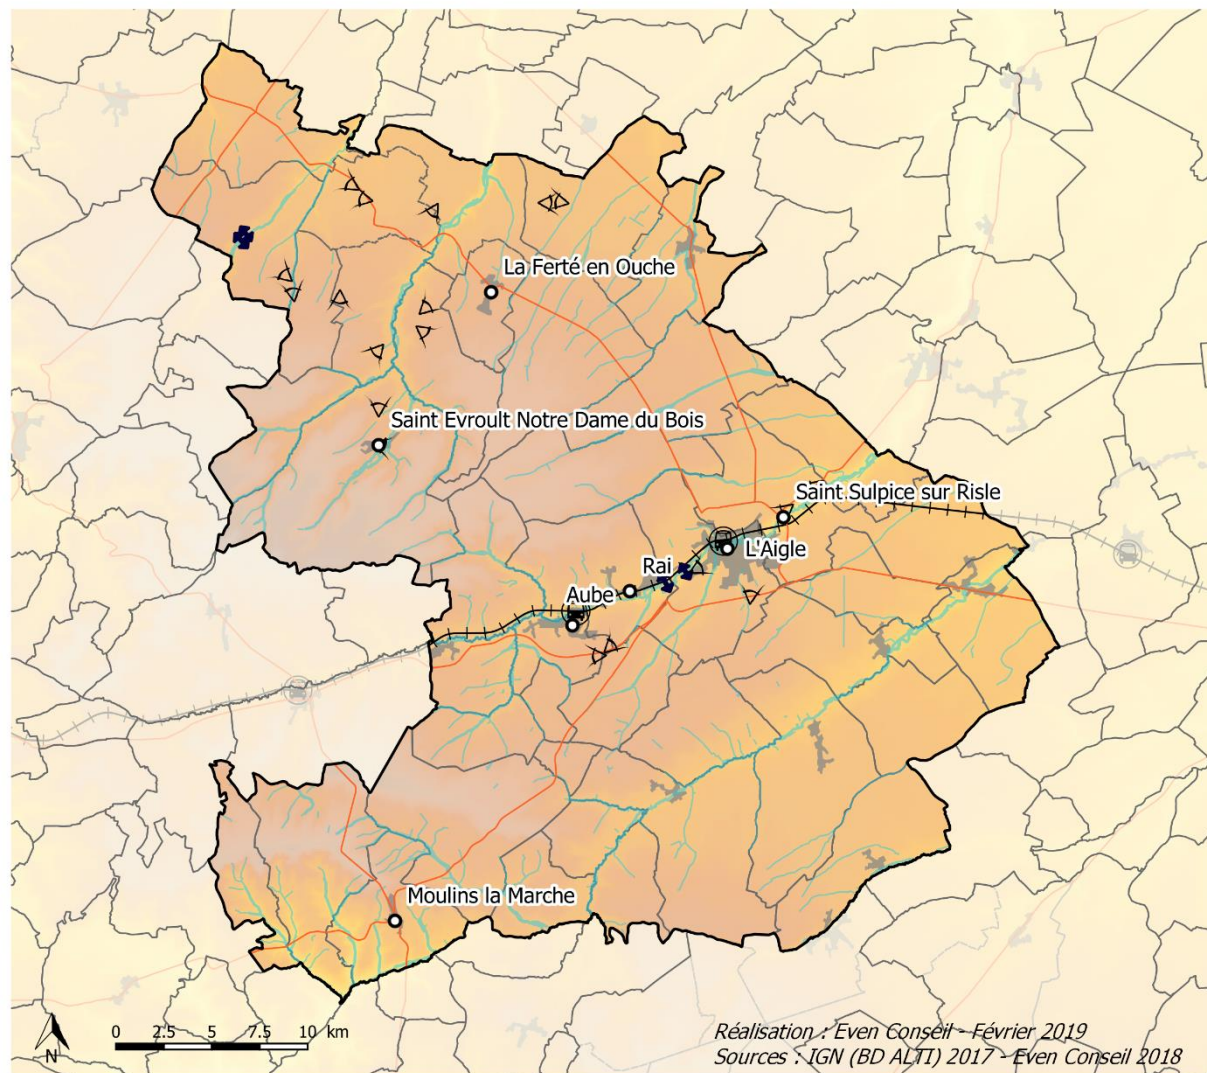 La Ferté en Ouche
Saint Evroult Notre Dame du Bois
Saint Sulpice sur Risle
L'Aigle
Rai
Aube
Moulins la Marche
N
0 2.5 5 7.5 10 km
Réalisation : Even Conseil - Février 2019
Sources : IGN (BD ALTI) 2017 - Even Conseil 2018